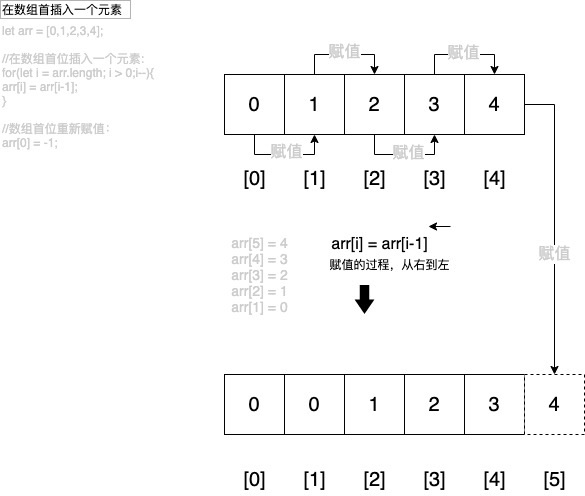 在数组首插入一个元素
let arr = [0,1,2,3,4];
//在数组首位插入一个元素：
for(let i = arr.length; i > 0;i--){
arr[i] = arr[i-1];
}
//数组首位重新赋值：
arr[0] = -1;
赋值 赋值
0 1 2 3 4
赋值 赋值
[0] [1] [2] [3] [4]
赋值
arr[5] = 4
arr[4] = 3
arr[3] = 2
arr[2] = 1
arr[1] = 0
arr[i] = arr[i-1]
赋值的过程，从右到左
0 0 1 2 3 4
[0] [1] [2] [3] [4] [5]